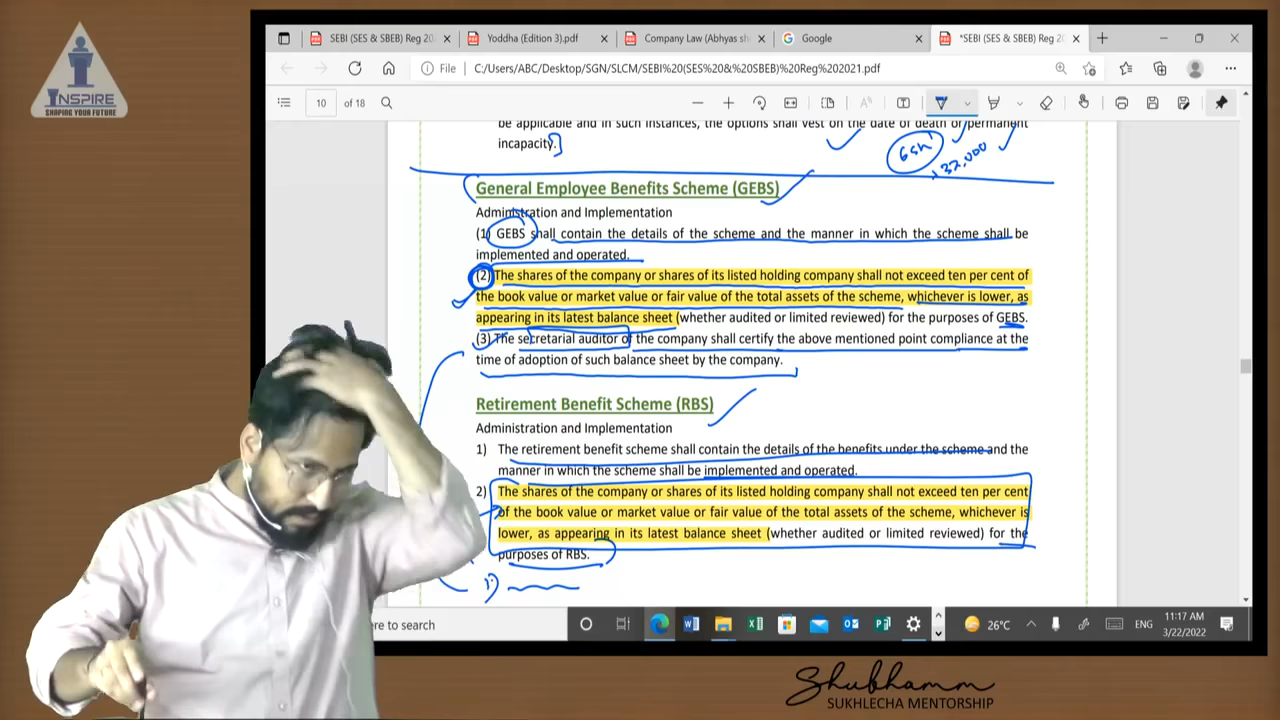 INSPIRE
SHAPING YOUR FUTURE
SEBI (SES & SBEB) Reg 20
Yoddha (Edition 3).pdf
Company Law (Abhyas sh
Google
*SEBI (SES & SBEB) Reg 2
File
C:/Users/ABC/Desktop/SGN/SLCM/SEBI%20(SES%20&%20SBEB)%20Reg%202021.pdf
10 of 18
be applicable and in such instances, the options shall vest on the date of death or permanent
incapacity.]
32,000
General Employee Benefits Scheme (GEBS)
Administration and Implementation
(1) GEBS shall contain the details of the scheme and the manner in which the scheme shall be
implemented and operated.
(2) The shares of the company or shares of its listed holding company shall not exceed ten per cent of
the book value or market value or fair value of the total assets of the scheme, whichever is lower, as
appearing in its latest balance sheet (whether audited or limited reviewed) for the purposes of GEBS.
(3) The secretarial auditor of the company shall certify the above mentioned point compliance at the
time of adoption of such balance sheet by the company.
Retirement Benefit Scheme (RBS)
Administration and Implementation
1) The retirement benefit scheme shall contain the details of the benefits under the scheme and the
manner in which the scheme shall be implemented and operated.
2) The shares of the company or shares of its listed holding company shall not exceed ten per cent
of the book value or market value or fair value of the total assets of the scheme, whichever is
lower, as appearing in its latest balance sheet (whether audited or limited reviewed) for the
purposes of RBS.
ere to search
26°C
ENG
11:17 AM
3/22/2022
Shubhamm
SUKHLECHA MENTORSHIP